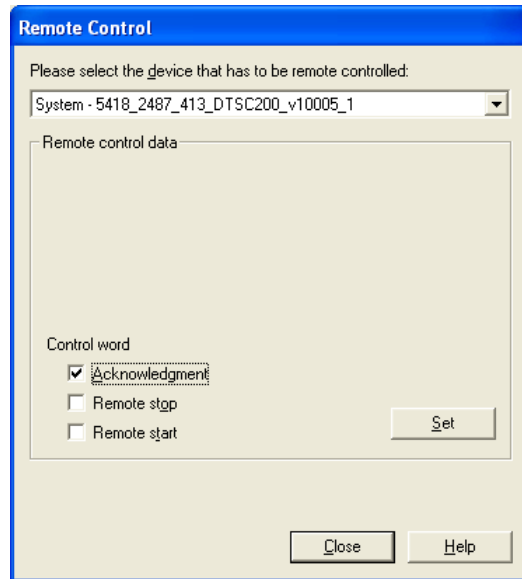 Remote Control
Please select the device that has to be remote controlled:
System - 5418_2487_413_DTSC200_v10005_1
Remote control data
Control word
Acknowledgment
Remote stop
Remote start
Set
Close
Help